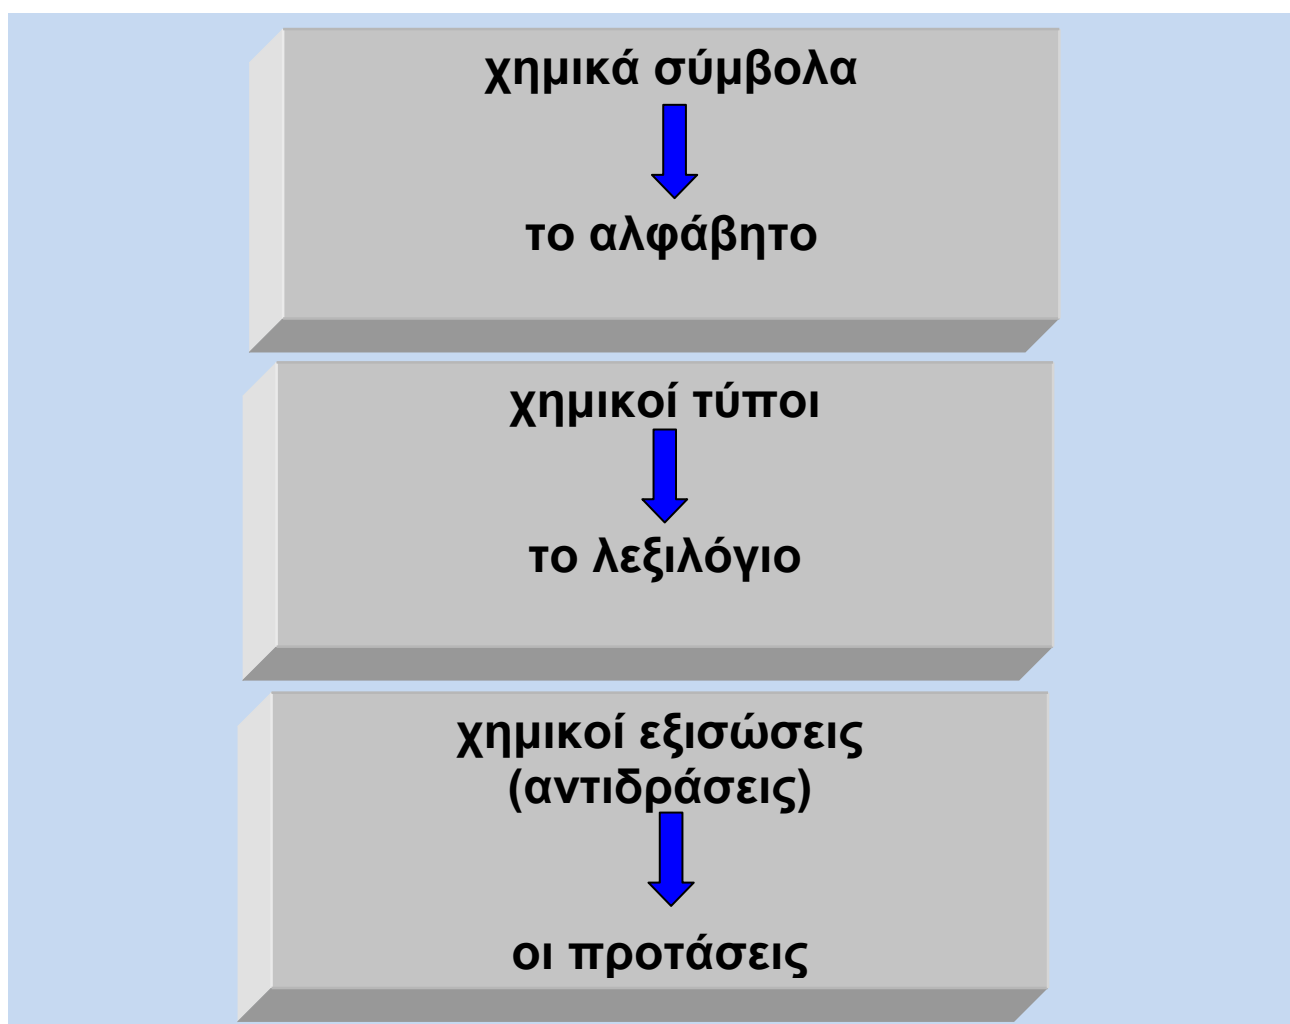 χημικά σύμβολα
το αλφάβητο
χημικοί τύποι
το λεξιλόγιο
χημικοί εξισώσεις
(αντιδράσεις)
οι προτάσεις